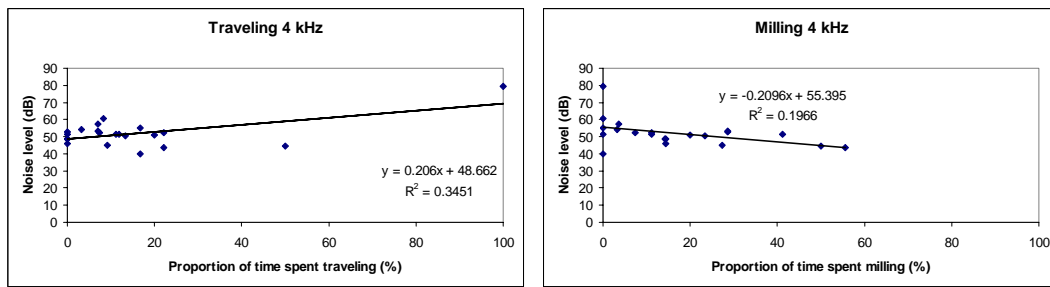 Traveling 4 kHz
Noise level (dB)
90
80
70
60
50
40
30
20
10
0
y = 0.206x + 48.662
R² = 0.3451
0 20 40 60 80 100
Proportion of time spent traveling (%)
Milling 4 kHz
Noise level (dB)
90
80
70
60
50
40
30
20
10
0
y = -0.2096x + 55.395
R² = 0.1966
0 20 40 60 80 100
Proportion of time spent milling (%)